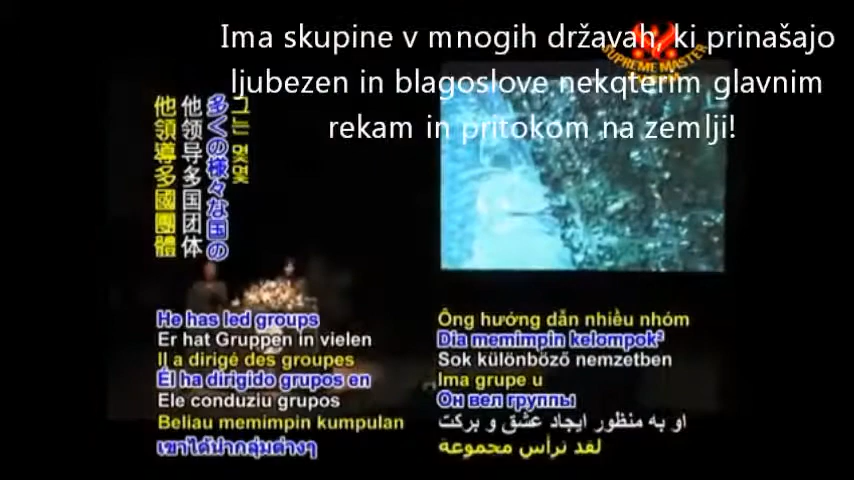 Ima skupine v mnogih državah, ki prinašajo
ljubezen in blagoslove nekqterim glavnim
rekam in pritokom na zemlji!
SUPREME MASTER
他領導多國團體
他领导多国团体
多くの様々な国の
그는 몇몇
He has led groups
Er hat Gruppen in vielen
Il a dirigé des groupes
Él ha dirigido grupos en
Ele conduziu grupos
Beliau memimpin kumpulan
เขาได้นำกลุ่มต่างๆ
Ông hướng dẫn nhiều nhóm
Dia memimpin kelompok²
Sok különböző nemzetben
Ima grupe u
Он вел группы
او به منظور ایجاد عشق و برکت
لقد ترأس مجموعة